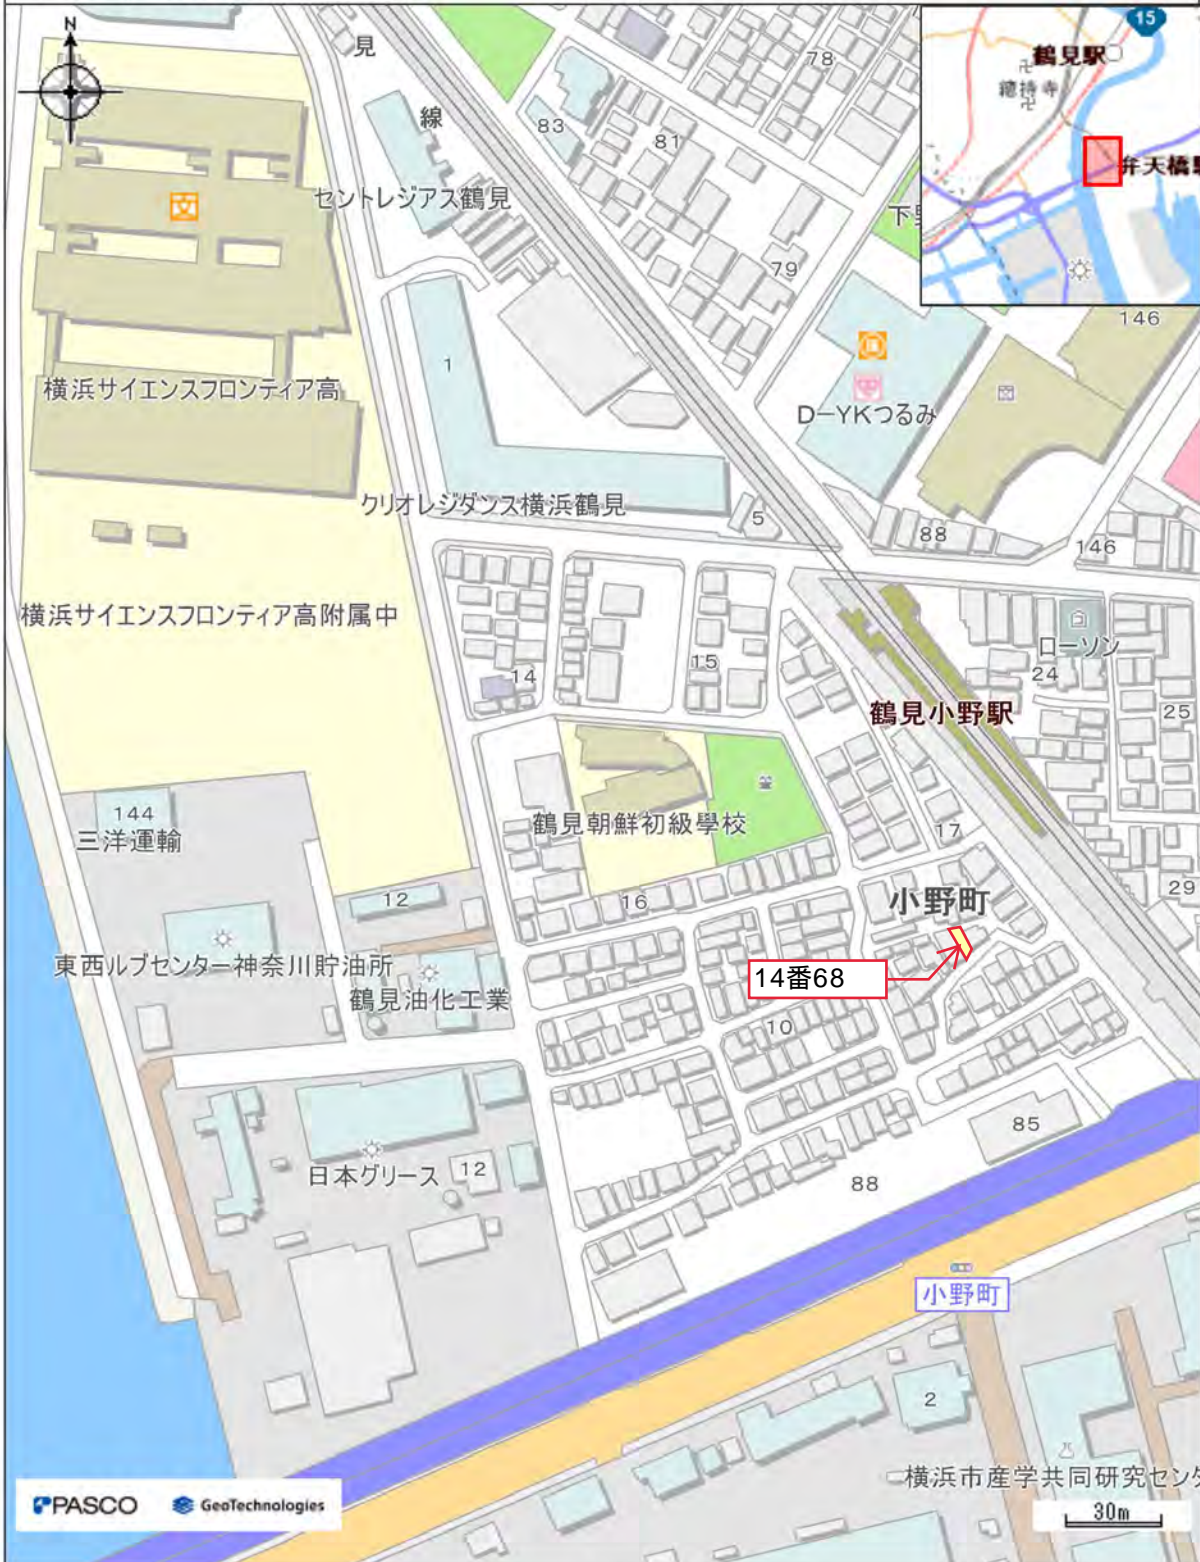 N
見
線
78
83
81
79
セントレジアス鶴見
15
鶴見駅
總持寺
弁天橋
下
146
1
横浜サイエンスフロンティア高
D-YKつるみ
クリオレジダンス横浜鶴見
5
88
146
横浜サイエンスフロンティア高附属中
14
15
ローソン
24
25
鶴見小野駅
144
三洋運輸
鶴見朝鮮初級學校
17
12
16
小野町
29
東西ルブセンター神奈川貯油所
14番68
鶴見油化工業
10
85
日本グリース
12
88
小野町
2
横浜市産学共同研究セン
PASCO
GeoTechnologies
30m